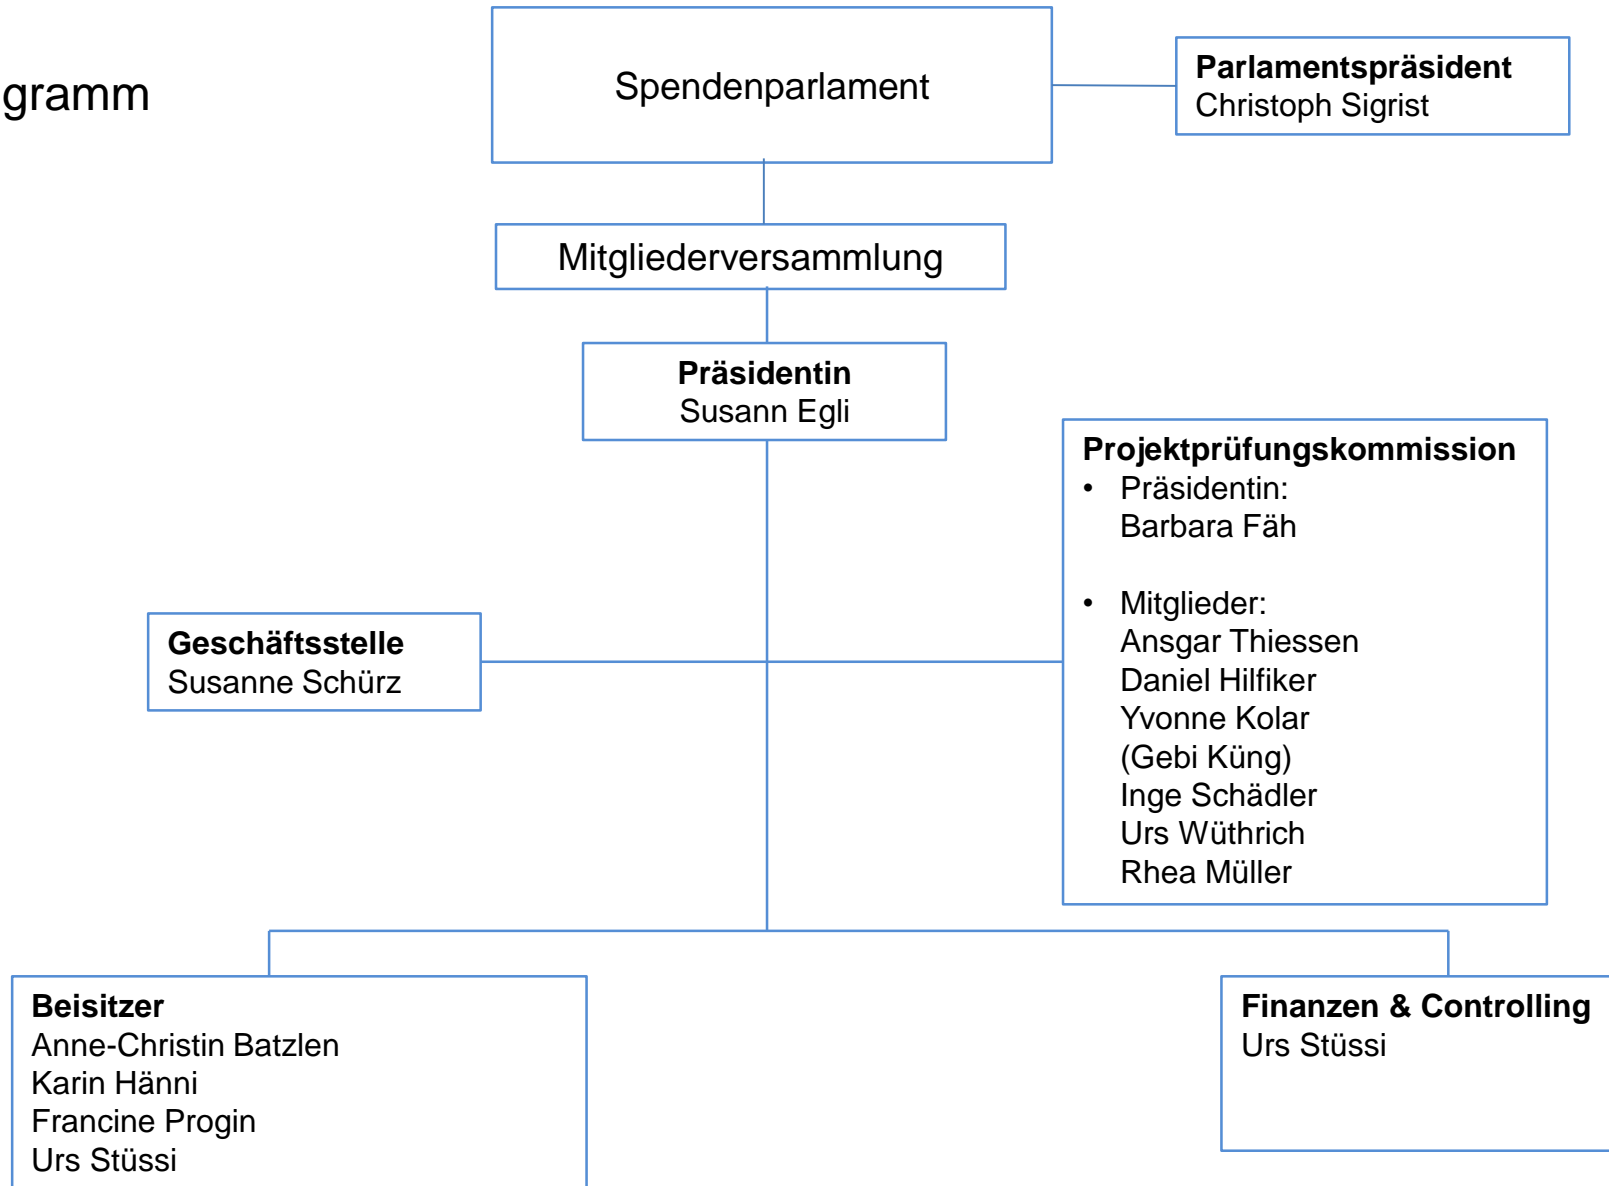 gramm
Spendenparlament
Parlamentspräsident
Christoph Sigrist
Mitgliederversammlung
Präsidentin
Susann Egli
Projektprüfungskommission
• Präsidentin:
Barbara Fäh
• Mitglieder:
Ansgar Thiessen
Daniel Hilfiker
Yvonne Kolar
(Gebi Küng)
Inge Schädler
Urs Wüthrich
Rhea Müller
Geschäftsstelle
Susanne Schürz
Beisitzer
Anne-Christin Batzlen
Karin Hänni
Francine Progin
Urs Stüssi
Finanzen & Controlling
Urs Stüssi